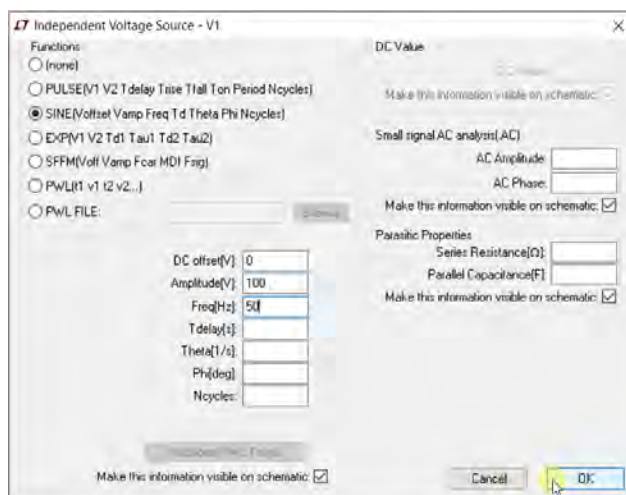 Independent Voltage Source - V1
Functions
(none)
PULSE(V1 V2 Tdelay Trise Tfall Ton Period Ncycles)
SINE(Voffset Vamp Freq Td Theta Phi Ncycles)
EXP(V1 V2 Td1 Tau1 Td2 Tau2)
SFFM(Voff Vamp Fcar MDI Fsig)
PWL(t1 v1 t2 v2...)
PWL FILE:
DC offset[V]: 0
Amplitude[V]: 100
Freq[Hz]: 50
Tdelay[s]:
Theta[1/s]:
Phi[deg]:
Ncycles:
Make this information visible on schematic:
DC Value
Make this information visible on schematic:
Small signal AC analysis(.AC)
AC Amplitude:
AC Phase:
Make this information visible on schematic:
Parasitic Properties
Series Resistance[Ω]:
Parallel Capacitance[F]:
Make this information visible on schematic:
Cancel
OK